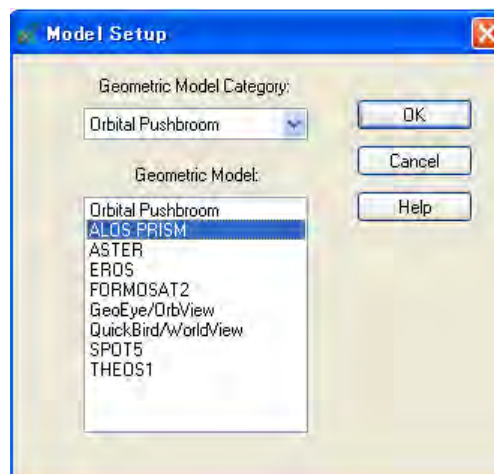 Model Setup
Geometric Model Category:
Orbital Pushbroom
Geometric Model:
Orbital Pushbroom
ALOS PRISM
ASTER
EROS
FORMOSAT2
GeoEye/OrbView
QuickBird/WorldView
SPOT5
THEOS1
OK
Cancel
Help